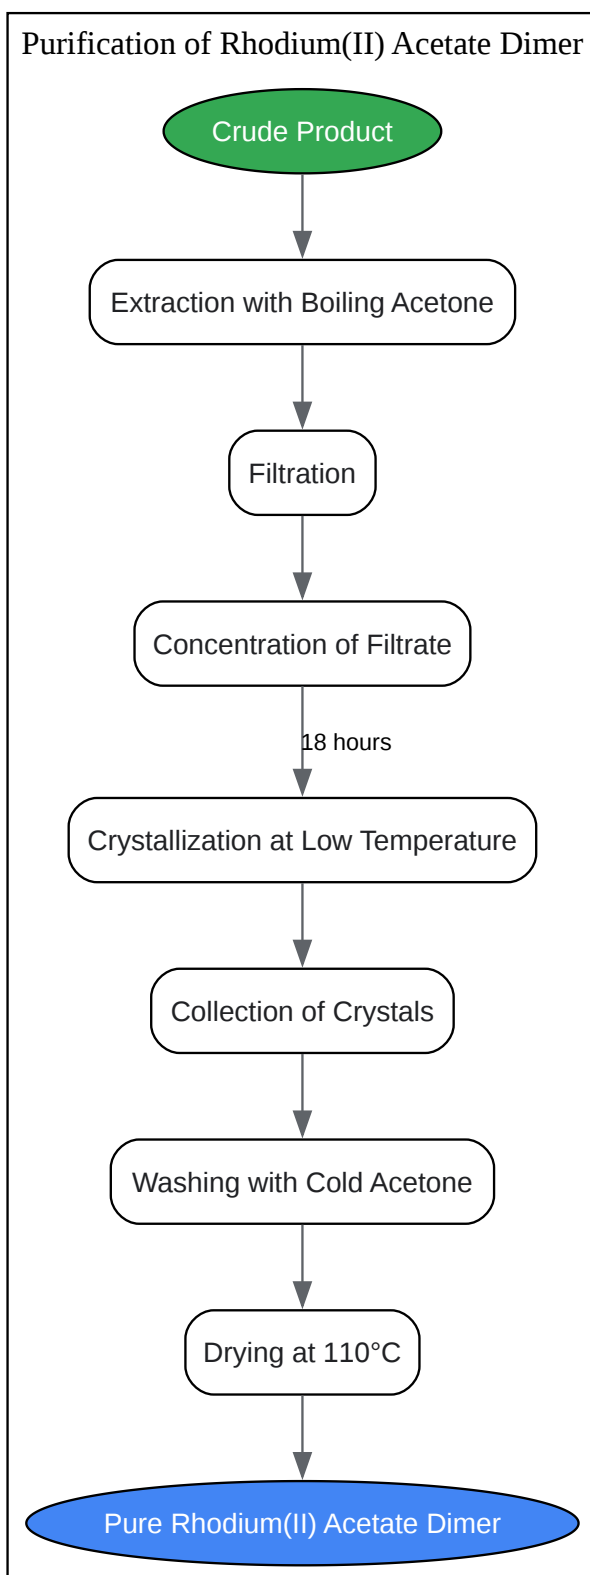 Purification of Rhodium(II) Acetate Dimer
Crude Product
Extraction with Boiling Acetone
Filtration
Concentration of Filtrate
18 hours
Crystallization at Low Temperature
Collection of Crystals
Washing with Cold Acetone
Drying at 110°C
Pure Rhodium(II) Acetate Dimer